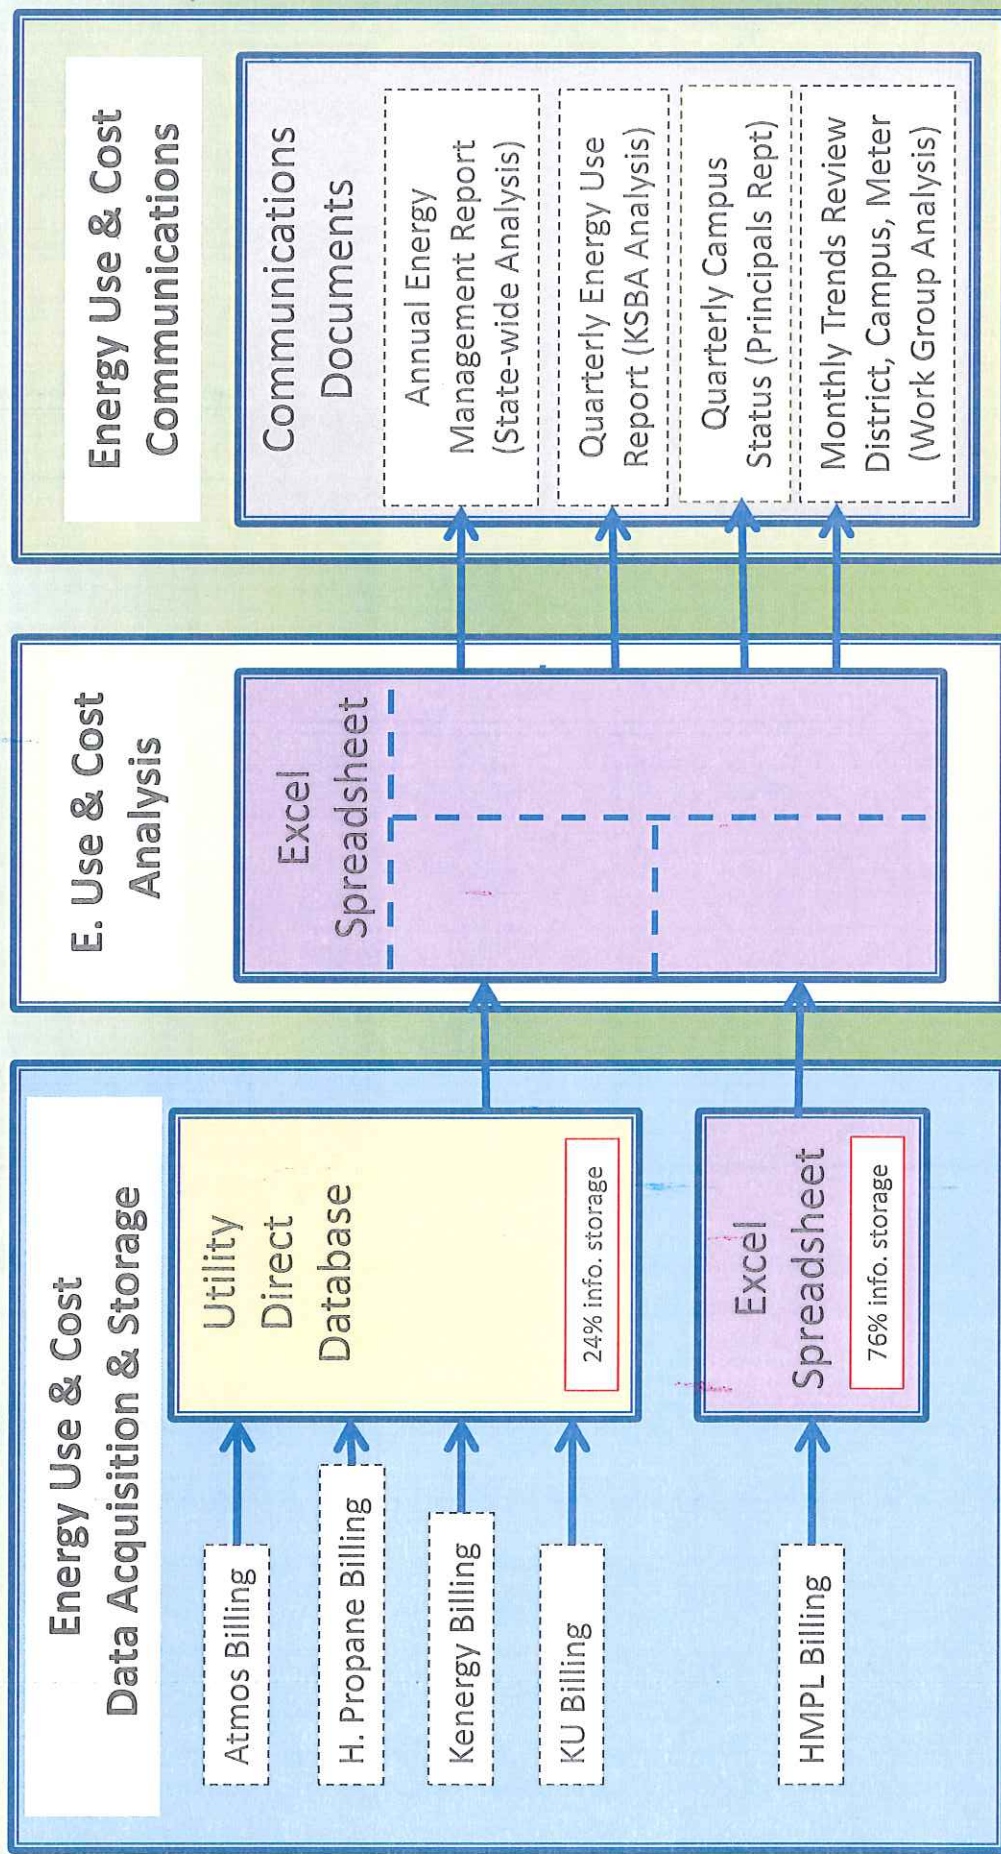 Energy Use & Cost
Data Acquisition & Storage
Atmos Billing
H. Propane Billing
Kenergy Billing
KU Billing
HMPL Billing
Utility
Direct
Database
24% info. storage
Excel
Spreadsheet
76% info. storage
E. Use & Cost
Analysis
Excel
Spreadsheet
Energy Use & Cost
Communications
Communications
Documents
Annual Energy
Management Report
(State-wide Analysis)
Quarterly Energy Use
Report (KSBA Analysis)
Quarterly Campus
Status (Principals Rept)
Monthly Trends Review
District, Campus, Meter
(Work Group Analysis)